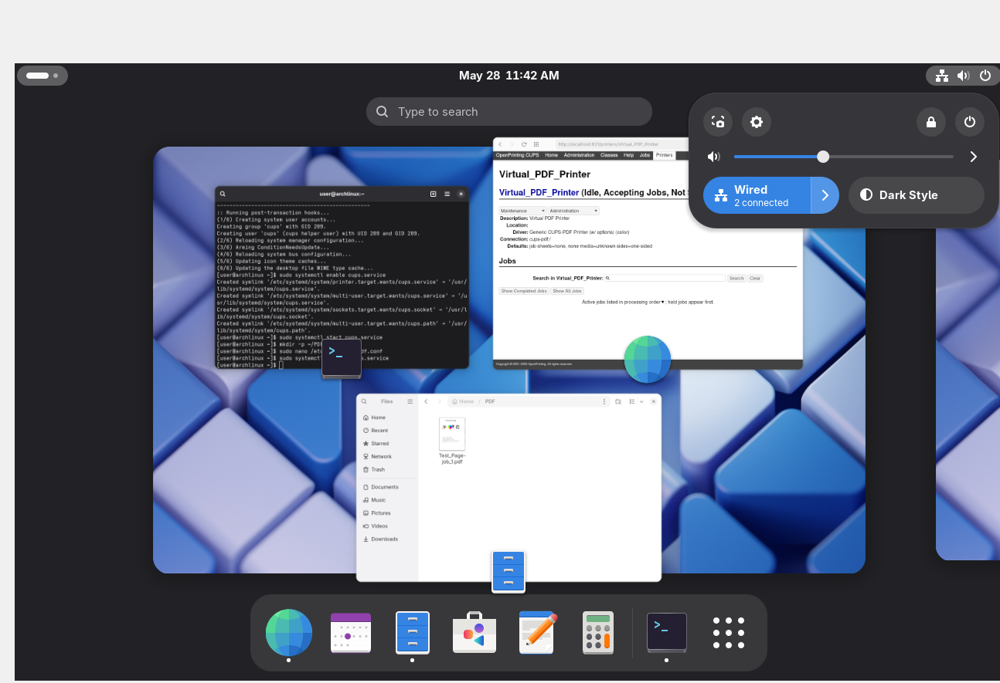 May 28 11:42 AM
Type to search
Wired
2 connected
Dark Style
user@archlinux:~
:: Running post-transaction hooks...
(1/6) Creating system user accounts...
Creating group 'cups' with GID 209.
Creating user 'cups' (cups helper user) with UID 209 and GID 209.
(2/6) Reloading system manager configuration...
(3/6) Arming ConditionNeedsUpdate...
(4/6) Reloading system bus configuration...
(5/6) Updating icon theme caches...
(6/6) Updating the desktop file MIME type cache...
[user@archlinux ~]$ sudo systemctl enable cups.service
Created symlink '/etc/systemd/system/printer.target.wants/cups.service' → '/usr/
lib/systemd/system/cups.service'.
Created symlink '/etc/systemd/system/multi-user.target.wants/cups.service' → '/u
sr/lib/systemd/system/cups.service'.
Created symlink '/etc/systemd/system/sockets.target.wants/cups.socket' → '/usr/l
ib/systemd/system/cups.socket'.
Created symlink '/etc/systemd/system/multi-user.target.wants/cups.path' → '/usr/
lib/systemd/system/cups.path'.
[user@archlinux ~]$ sudo systemctl start cups.service
[user@archlinux ~]$ mkdir -p ~/PDF
[user@archlinux ~]$ sudo nano /etc df.conf
[user@archlinux ~]$ sudo systemctl s.service
[user@archlinux ~]$
http://localhost:631/printers/Virtual_PDF_Printer
OpenPrinting CUPS Home Administration Classes Help Jobs Printers
Virtual_PDF_Printer
Virtual_PDF_Printer (Idle, Accepting Jobs, Not
Maintenance Administration
Description: Virtual PDF Printer
Location:
Driver: Generic CUPS-PDF Printer (w/ options) (color)
Connection: cups-pdf:/
Defaults: job-sheets=none, none media=unknown sides=one-sided
Jobs
Search in Virtual_PDF_Printer: Search Clear
Show Completed Jobs Show All Jobs
Active jobs listed in processing order ▼; held jobs appear first.
Copyright © 2021-2023 OpenPrinting. All rights reserved.
Files
Home / PDF
Home
Recent
Starred
Network
Trash
Documents
Music
Pictures
Videos
Downloads
Test_Page-
job_1.pdf